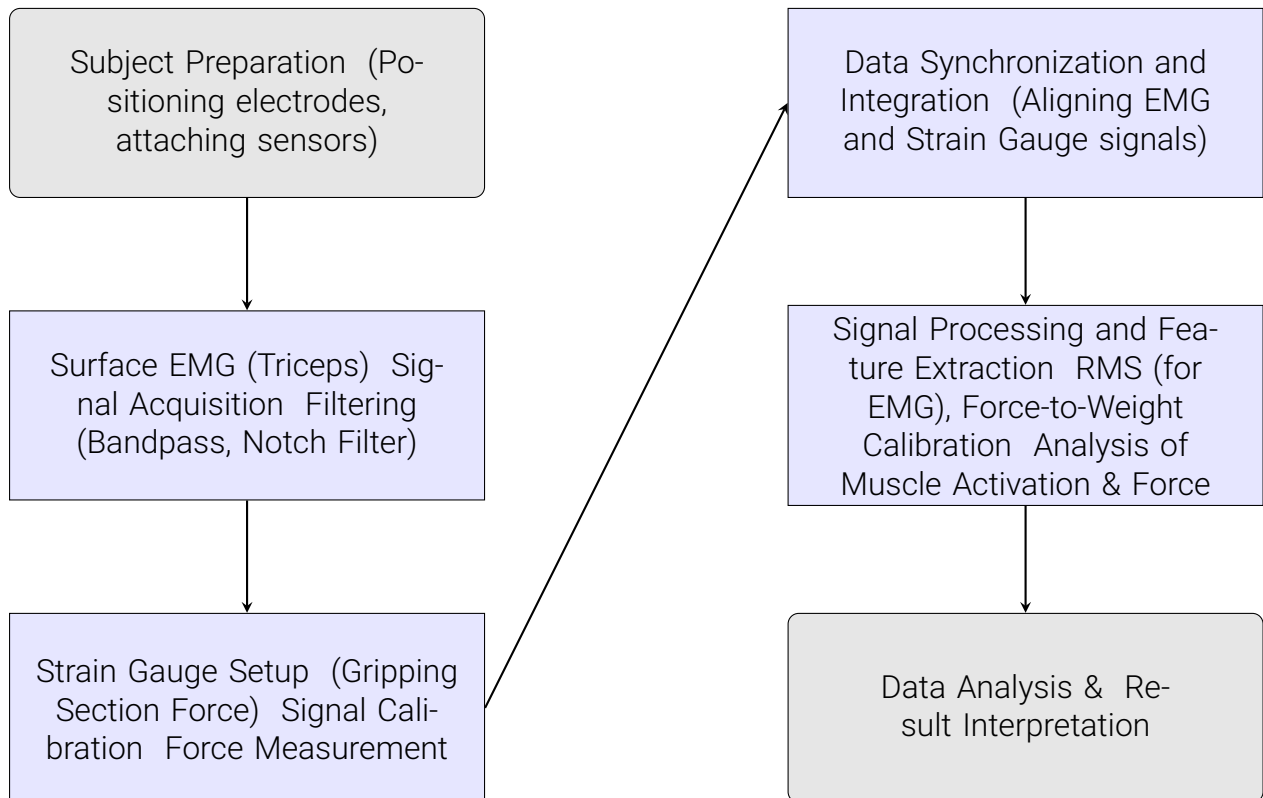 Subject Preparation (Po-
sitioning electrodes,
attaching sensors)
Surface EMG (Triceps) Sig-
nal Acquisition Filtering
(Bandpass, Notch Filter)
Strain Gauge Setup (Gripping
Section Force) Signal Cali-
bration Force Measurement
Data Synchronization and
Integration (Aligning EMG
and Strain Gauge signals)
Signal Processing and Fea-
ture Extraction RMS (for
EMG), Force-to-Weight
Calibration Analysis of
Muscle Activation & Force
Data Analysis & Re-
sult Interpretation